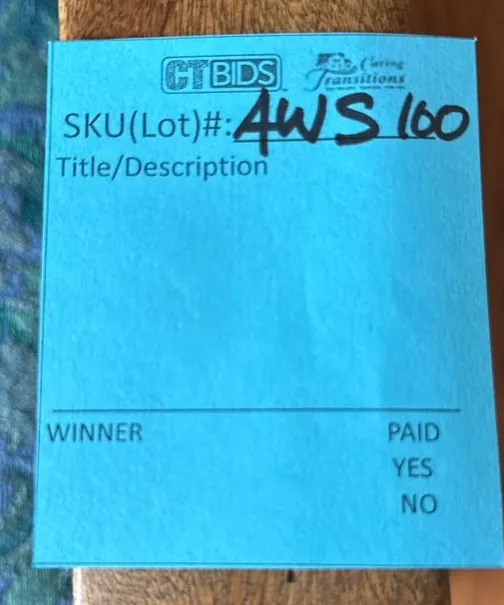 CTBIDS Caring
Transitions
SKU(Lot)#: AWS 100
Title/Description
WINNER PAID
YES
NO